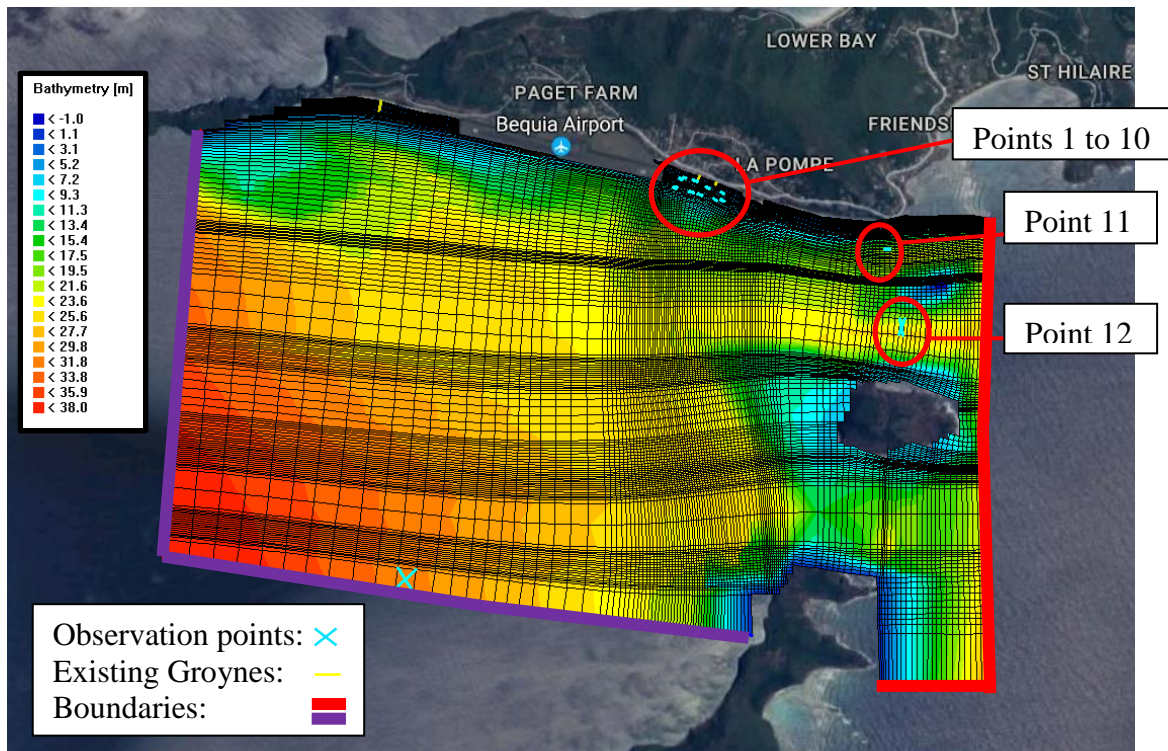 LOWER BAY
ST HILAIRE
PAGET FARM
Bequia Airport
FRIENDS
LA POMPE
Points 1 to 10
Point 11
Point 12
Bathymetry [m]
< -1.0
< 1.1
< 3.1
< 5.2
< 7.2
< 9.3
< 11.3
< 13.4
< 15.4
< 17.5
< 19.5
< 21.6
< 23.6
< 25.6
< 27.7
< 29.8
< 31.8
< 33.8
< 35.9
< 38.0
Observation points:
Existing Groynes:
Boundaries: